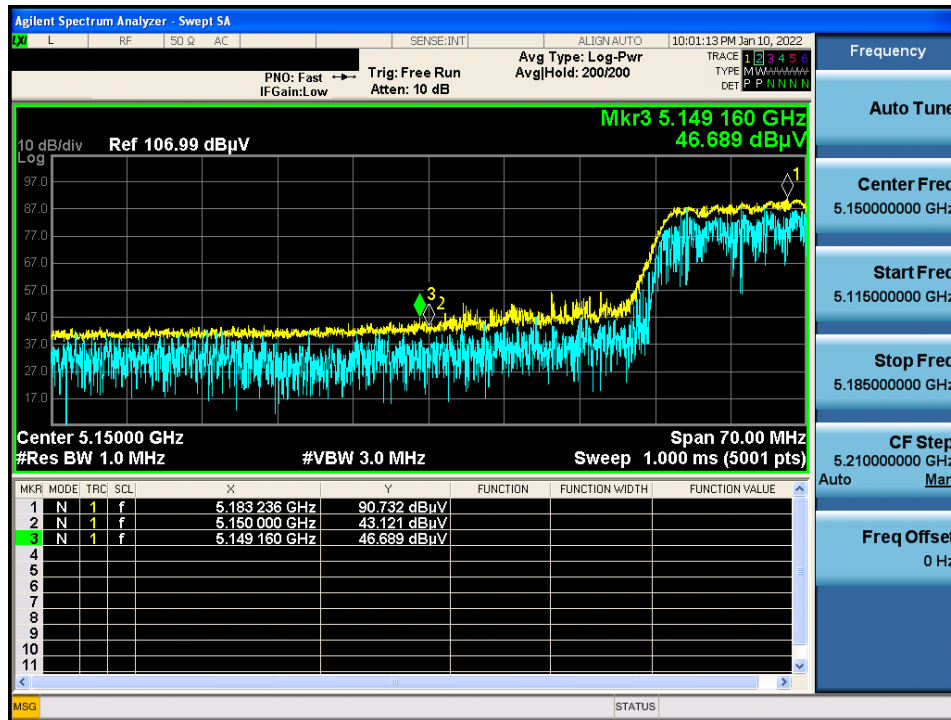 Agilent Spectrum Analyzer - Swept SA
LXI L RF 50 Ω AC SENSE:INT ALIGN AUTO 10:01:13 PM Jan 10, 2022
PNO: Fast
IFGain:Low
Trig: Free Run
Atten: 10 dB
Avg Type: Log-Pwr
Avg|Hold: 200/200
TRACE 1 2 3 4 5 6
TYPE M W W W W W
DET P P N N N N
Mkr3 5.149 160 GHz
46.689 dBµV
10 dB/div Ref 106.99 dBµV
Log
97.0
87.0
77.0
67.0
57.0
47.0
37.0
27.0
17.0
1
3
2
Center 5.15000 GHz Span 70.00 MHz
#Res BW 1.0 MHz #VBW 3.0 MHz Sweep 1.000 ms (5001 pts)
MKR MODE TRC SCL X Y FUNCTION FUNCTION WIDTH FUNCTION VALUE
1 N 1 f 5.183 236 GHz 90.732 dBµV
2 N 1 f 5.150 000 GHz 43.121 dBµV
3 N 1 f 5.149 160 GHz 46.689 dBµV
4
5
6
7
8
9
10
11
MSG STATUS
Frequency
Auto Tune
Center Freq
5.150000000 GHz
Start Freq
5.115000000 GHz
Stop Freq
5.185000000 GHz
CF Step
5.210000000 GHz
Auto Man
Freq Offset
0 Hz